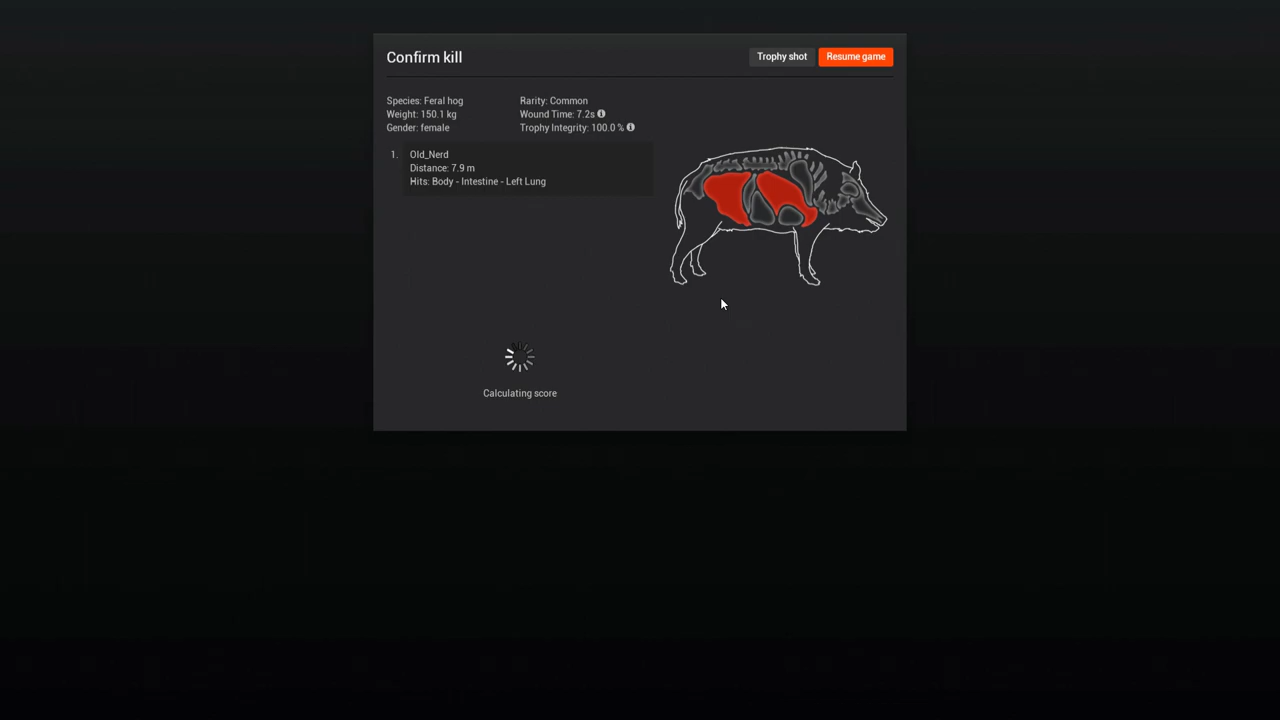 Confirm kill
Trophy shot
Resume game
Species: Feral hog
Weight: 150.1 kg
Gender: female
Rarity: Common
Wound Time: 7.2s
Trophy Integrity: 100.0 %
1.
Old_Nerd
Distance: 7.9 m
Hits: Body - Intestine - Left Lung
Calculating score